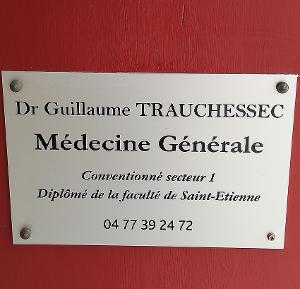 Dr Guillaume TRAUCHESSEC
Médecine Générale
Conventionné secteur 1
Diplômé de la faculté de Saint-Etienne
04 77 39 24 72